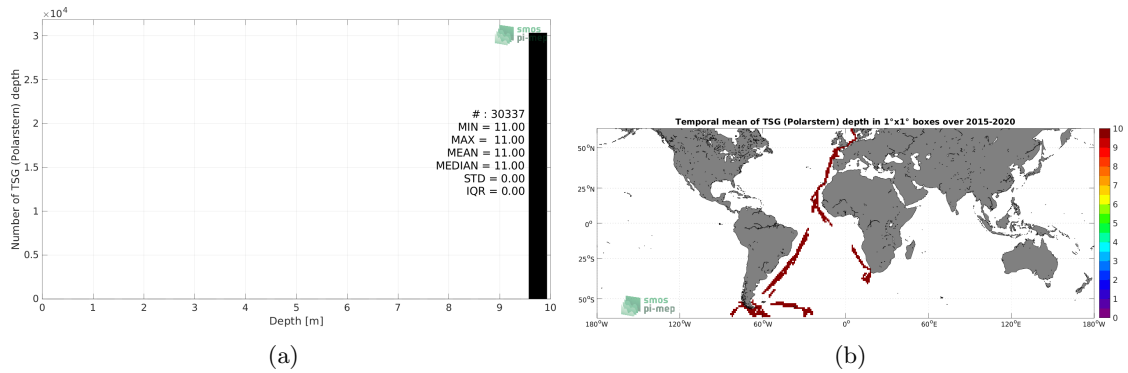 ×10⁴
3
2.5
2
1.5
1
0.5
0
Number of TSG (Polarstern) depth
smos
pi-mep
# : 30337
MIN = 11.00
MAX = 11.00
MEAN = 11.00
MEDIAN = 11.00
STD = 0.00
IQR = 0.00
0 1 2 3 4 5 6 7 8 9 10
Depth [m]
(a)
Temporal mean of TSG (Polarstern) depth in 1°x1° boxes over 2015-2020
50°N
25°N
0°
25°S
50°S
smos
pi-mep
180°W 120°W 60°W 0° 60°E 120°E 180°W
10
9
8
7
6
5
4
3
2
1
0
(b)